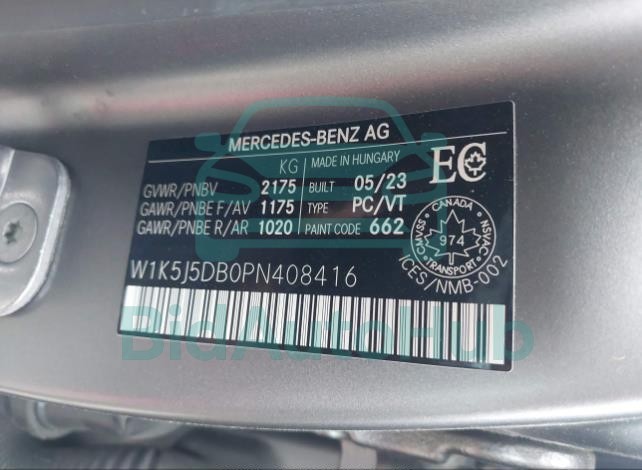 MERCEDES-BENZ AG
KG
MADE IN HUNGARY
GVWR/PNBV 2175
BUILT 05/23
GAWR/PNBE F/AV 1175
TYPE PC/VT
GAWR/PNBE R/AR 1020
PAINT CODE 662
EC
CANADA
CMVSS 974 NSVAC
TRANSPORT
ICES/NMB-002
W1K5J5DB0PN408416
BidAutoHub